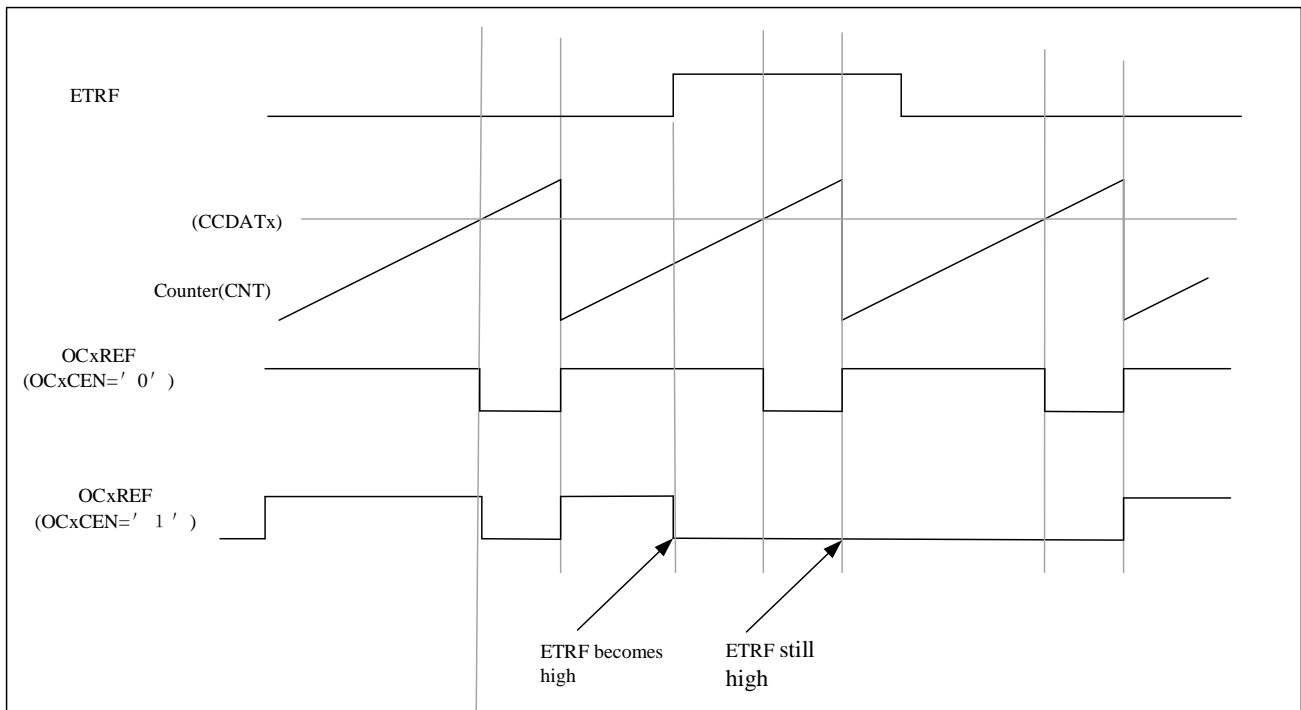 ETRF
(CCDATx)
Counter(CNT)
OCxREF
(OCxCEN=′ 0′ )
OCxREF
(OCxCEN=′ 1 ′ )
ETRF becomes
high
ETRF still
high